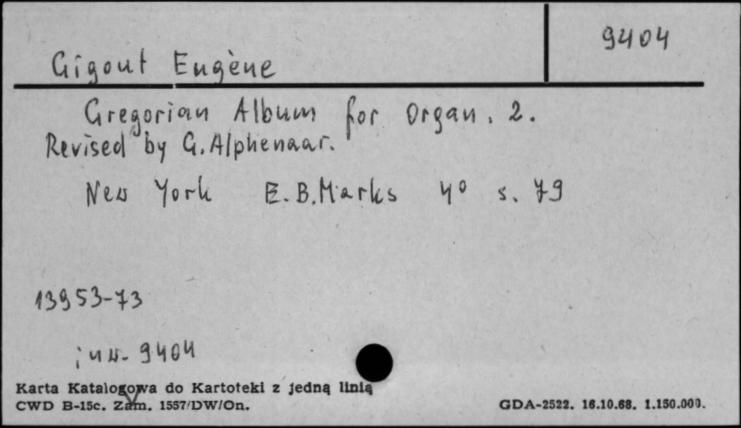 9404
Gigout Eugène
Gregorian Album for Organ. 2.
Revised by G. Alphenaar.
New York E. B. Marks 4° s. 79
13953-73
inw. 9404
Karta Katalogowa do Kartoteki z jedną linią
CWD B-15c. Zam. 1557/DW/On. GDA-2522. 16.10.68. 1.150.000.